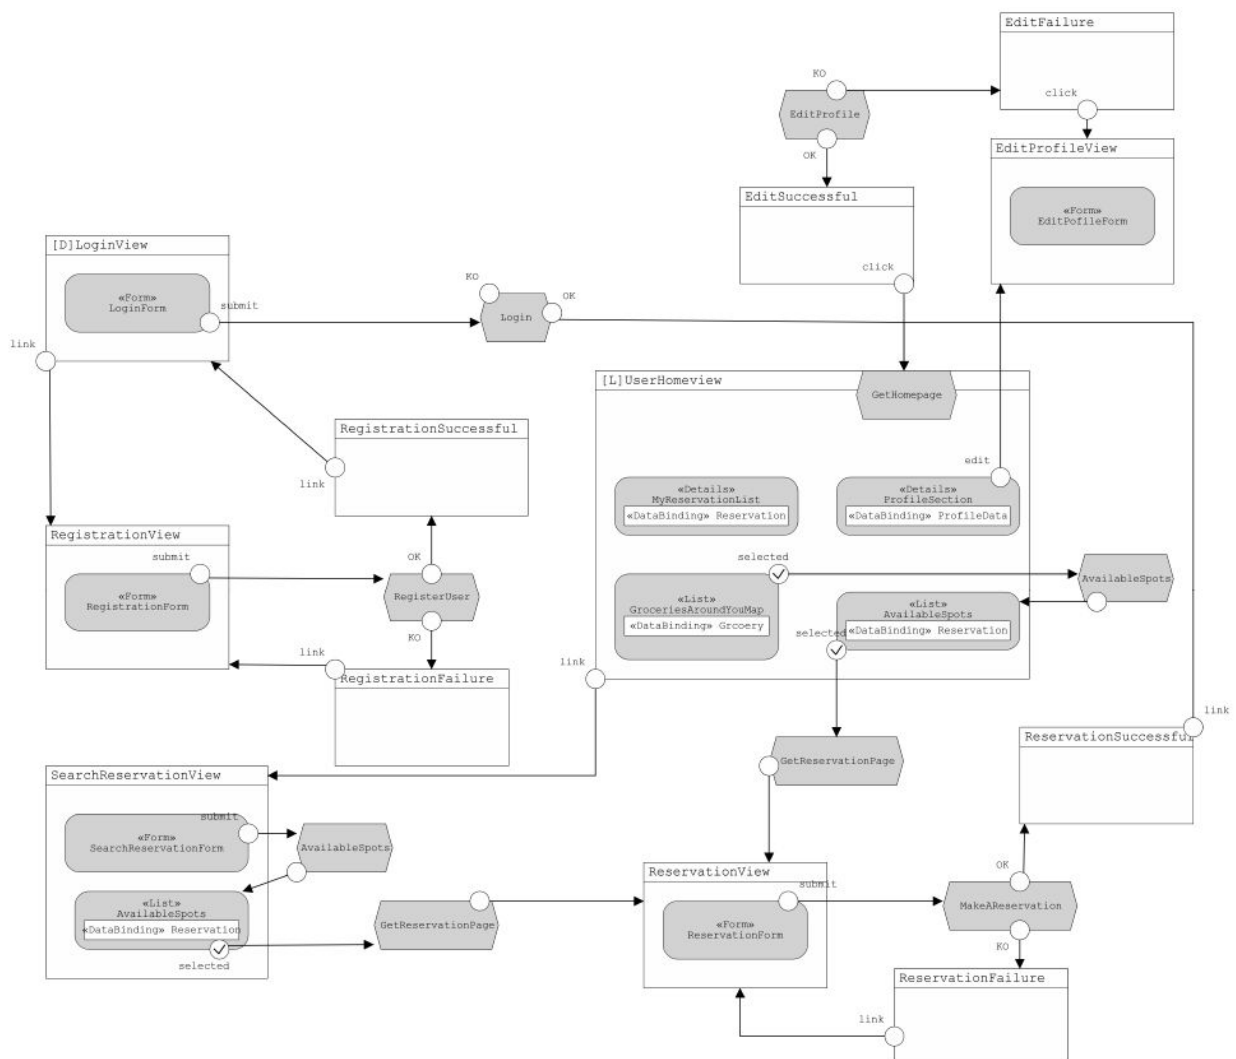 EditFailure
KO
click
EditProfile
OK
EditProfileView
«Form»
EditPofileForm
EditSuccessful
click
[D]LoginView
«Form»
LoginForm
submit
KO
OK
Login
link
[L]UserHomeview
GetHomepage
RegistrationSuccessful
link
edit
«Details»
MyReservationList
«DataBinding» Reservation
«Details»
ProfileSection
«DataBinding» ProfileData
RegistrationView
submit
«Form»
RegistrationForm
OK
RegisterUser
KO
link
RegistrationFailure
selected
AvailableSpots
«List»
GroceriesAroundYouMap
«DataBinding» Grcoery
«List»
AvailableSpots
«DataBinding» Reservation
selected
link
link
ReservationSuccessful
GetReservationPage
SearchReservationView
submit
«Form»
SearchReservationForm
AvailableSpots
«List»
AvailableSpots
«DataBinding» Reservation
selected
GetReservationPage
ReservationView
submit
«Form»
ReservationForm
OK
MakeAReservation
KO
ReservationFailure
link